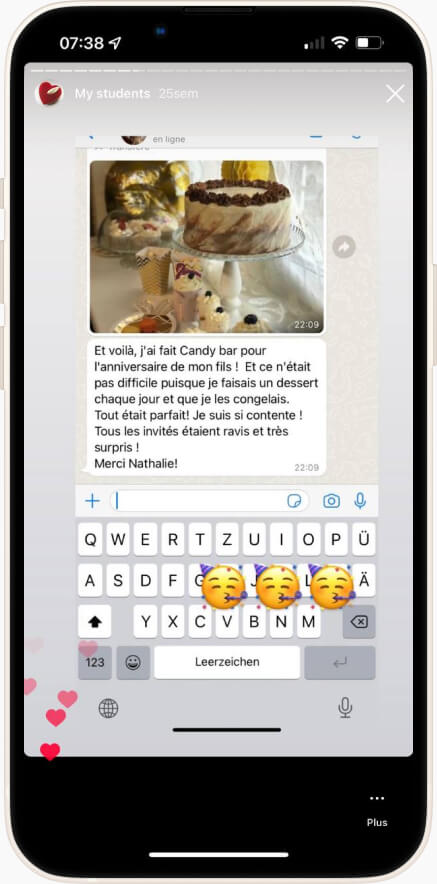 07:38
My students 25sem
en ligne
22:09
Et voilà, j'ai fait Candy bar pour
l'anniversaire de mon fils ! Et ce n'était
pas difficile puisque je faisais un dessert
chaque jour et que je les congelais.
Tout était parfait! Je suis si contente !
Tous les invités étaient ravis et très
surpris !
Merci Nathalie!
22:09
Q W E R T Z U I O P Ü
A S D F G J L Ä
Y X C V B N M
123 Leerzeichen
Plus